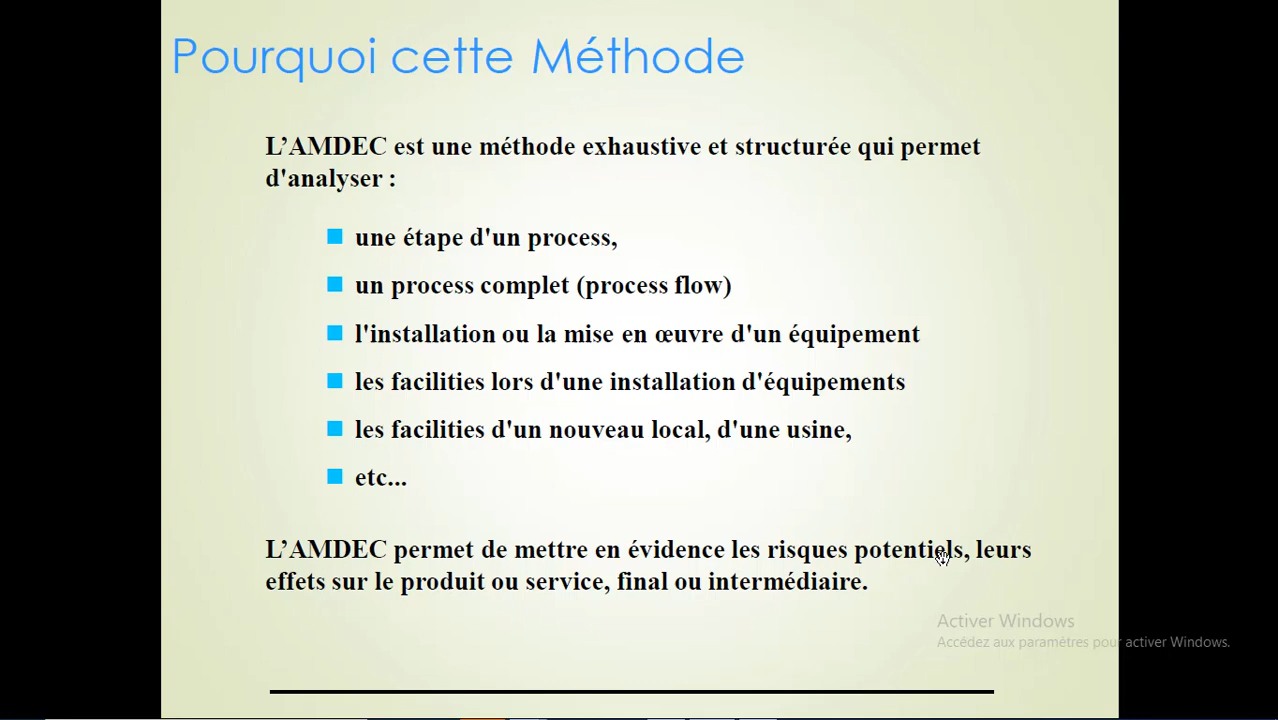 Pourquoi cette Méthode
L’AMDEC est une méthode exhaustive et structurée qui permet
d'analyser :
une étape d'un process,
un process complet (process flow)
l'installation ou la mise en œuvre d'un équipement
les facilities lors d'une installation d'équipements
les facilities d'un nouveau local, d'une usine,
etc...
L’AMDEC permet de mettre en évidence les risques potentiels, leurs
effets sur le produit ou service, final ou intermédiaire.
Activer Windows
Accédez aux paramètres pour activer Windows.